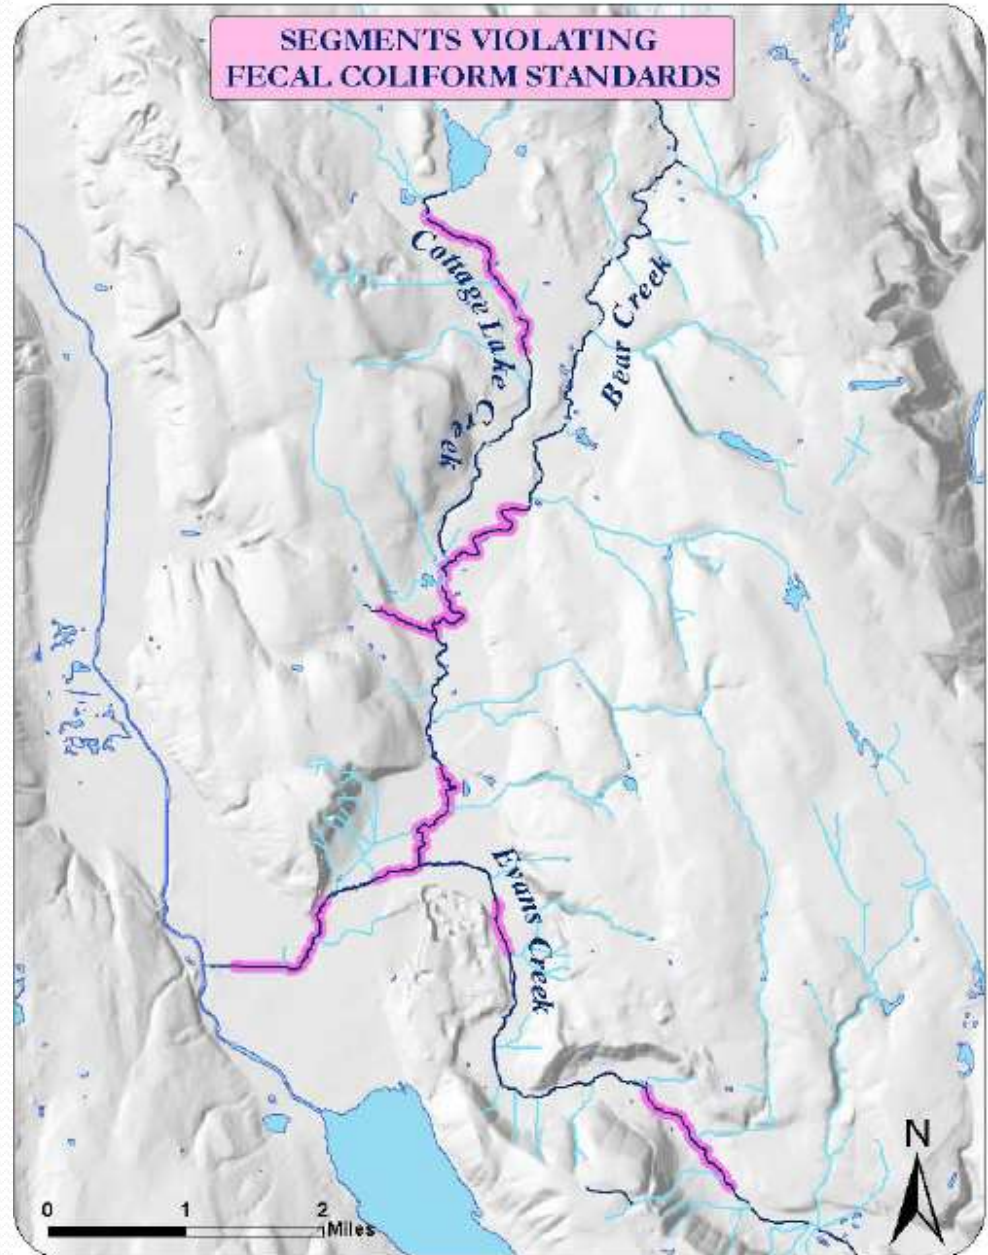 SEGMENTS VIOLATING
FECAL COLIFORM STANDARDS
Cottage Lake Creek
Bear Creek
Evans Creek
N
0 1 2
Miles